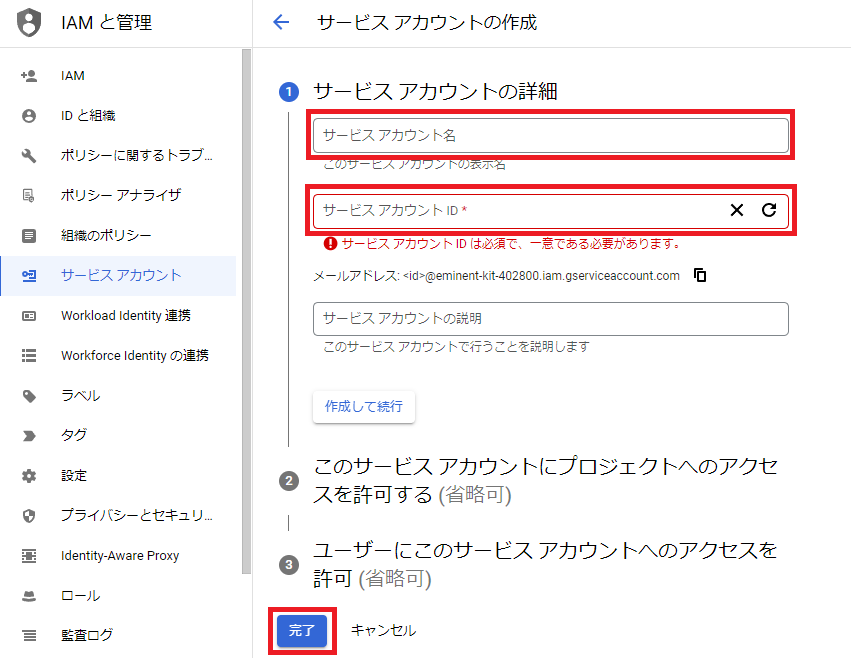 IAM と管理
サービス アカウントの作成
IAM
ID と組織
ポリシーに関するトラブ...
ポリシー アナライザ
組織のポリシー
サービス アカウント
Workload Identity 連携
Workforce Identity の連携
ラベル
タグ
設定
プライバシーとセキュリ...
Identity-Aware Proxy
ロール
監査ログ
1 サービス アカウントの詳細
サービス アカウント名
このサービス アカウントの表示名
サービス アカウント ID *
サービス アカウント ID は必須で、一意である必要があります。
メールアドレス: <id>@eminent-kit-402800.iam.gserviceaccount.com
サービス アカウントの説明
このサービス アカウントで行うことを説明します
作成して続行
2 このサービス アカウントにプロジェクトへのアクセ
スを許可する (省略可)
3 ユーザーにこのサービス アカウントへのアクセスを
許可 (省略可)
完了 キャンセル